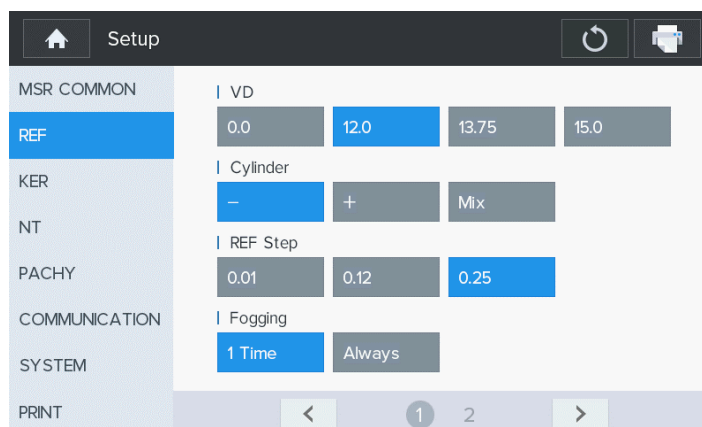 Setup
MSR COMMON
REF
KER
NT
PACHY
COMMUNICATION
SYSTEM
PRINT
VD
0.0 12.0 13.75 15.0
Cylinder
− + Mix
REF Step
0.01 0.12 0.25
Fogging
1 Time Always
< 1 2 >